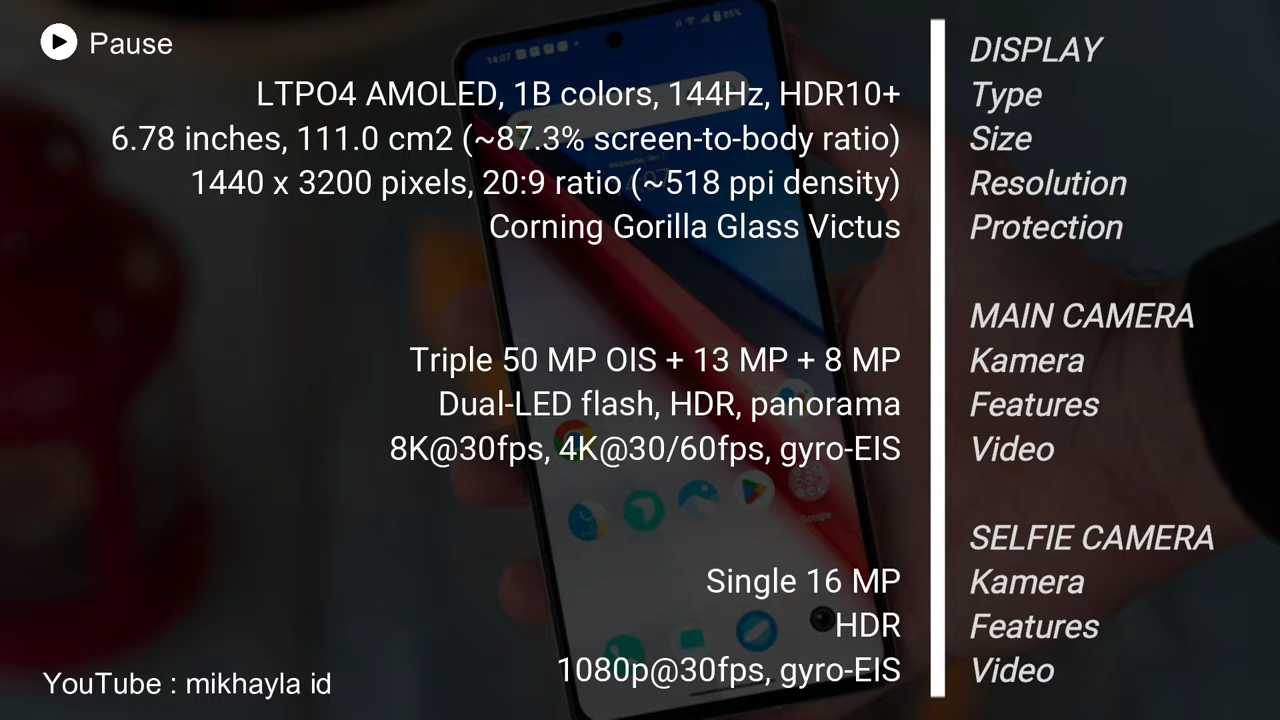 Pause
DISPLAY
LTPO4 AMOLED, 1B colors, 144Hz, HDR10+ Type
6.78 inches, 111.0 cm2 (~87.3% screen-to-body ratio) Size
1440 x 3200 pixels, 20:9 ratio (~518 ppi density) Resolution
Corning Gorilla Glass Victus Protection
MAIN CAMERA
Triple 50 MP OIS + 13 MP + 8 MP Kamera
Dual-LED flash, HDR, panorama Features
8K@30fps, 4K@30/60fps, gyro-EIS Video
SELFIE CAMERA
Single 16 MP Kamera
HDR Features
1080p@30fps, gyro-EIS Video
YouTube : mikhayla id
14:07
85%
Google